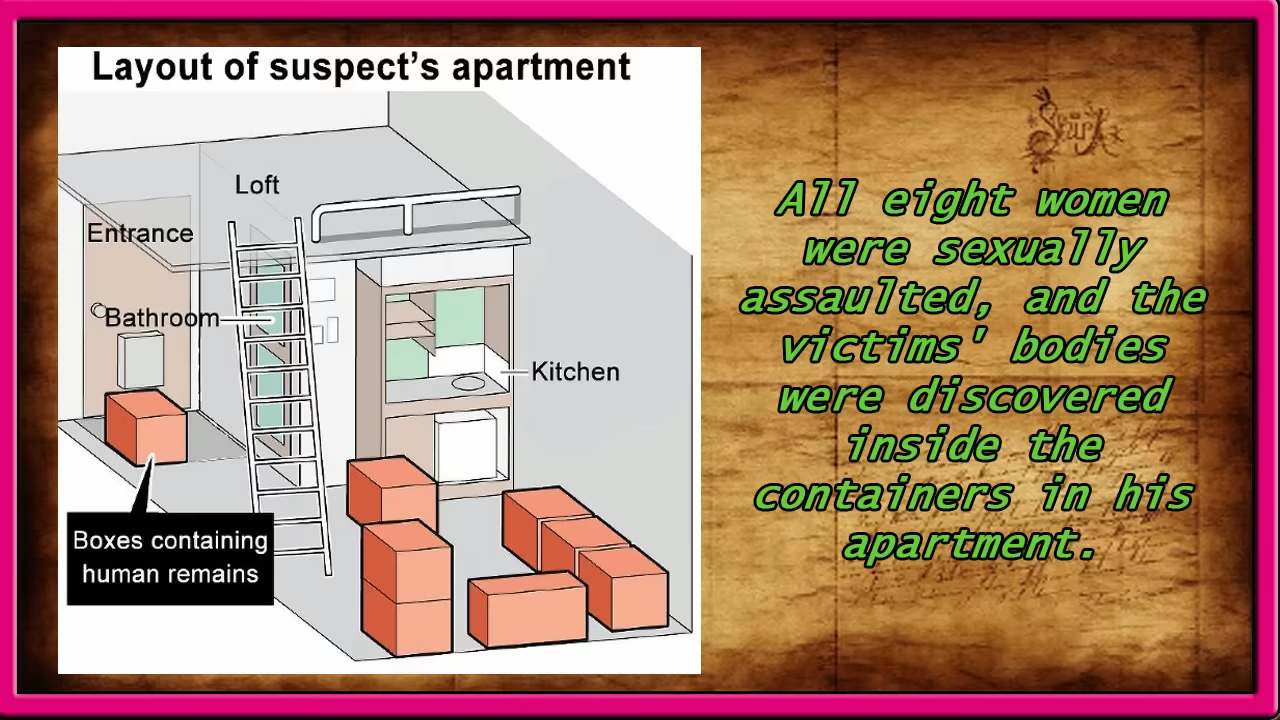 Layout of suspect's apartment
Loft
Entrance
Bathroom
Kitchen
Boxes containing
human remains
All eight women
were sexually
assaulted, and the
victims' bodies
were discovered
inside the
containers in his
apartment.